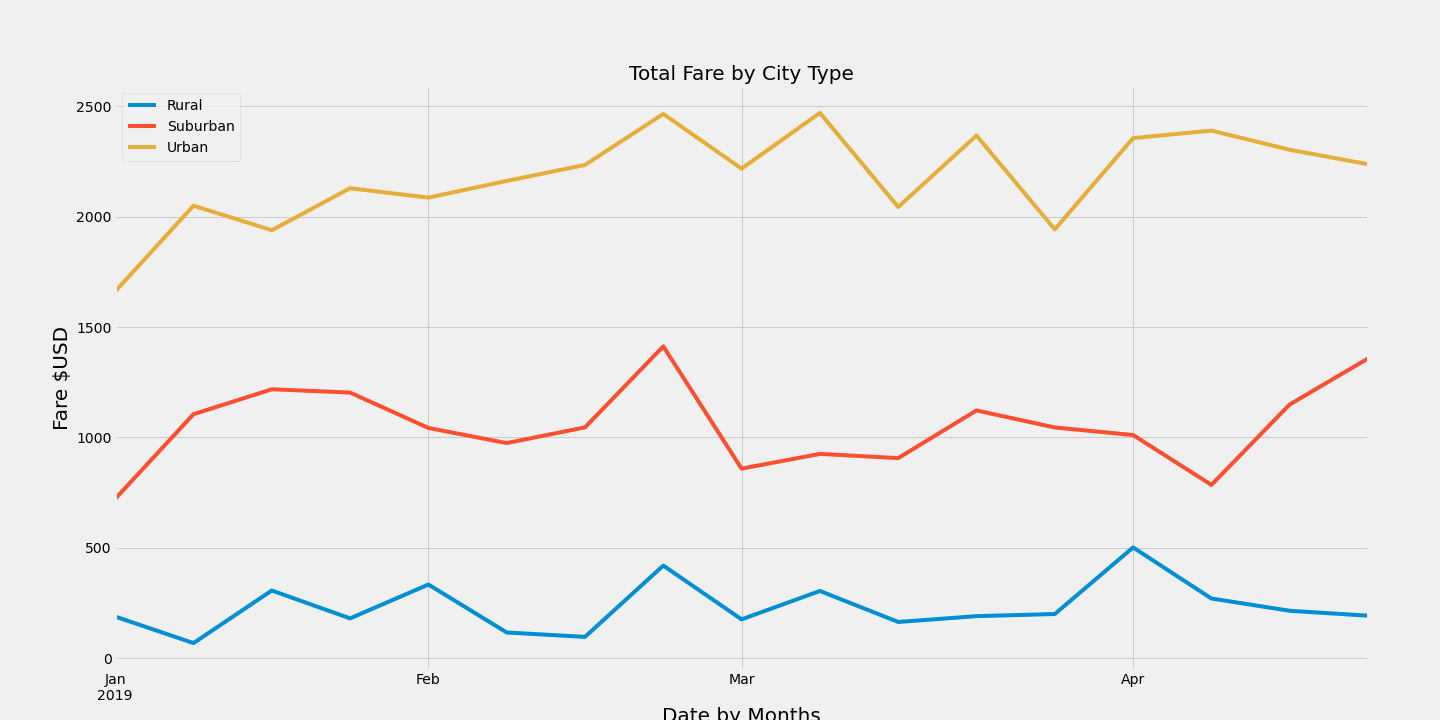 Total Fare by City Type
Rural
Suburban
Urban
Fare $USD
2500
2000
1500
1000
500
0
Jan Feb Mar Apr
2019
Date by Months